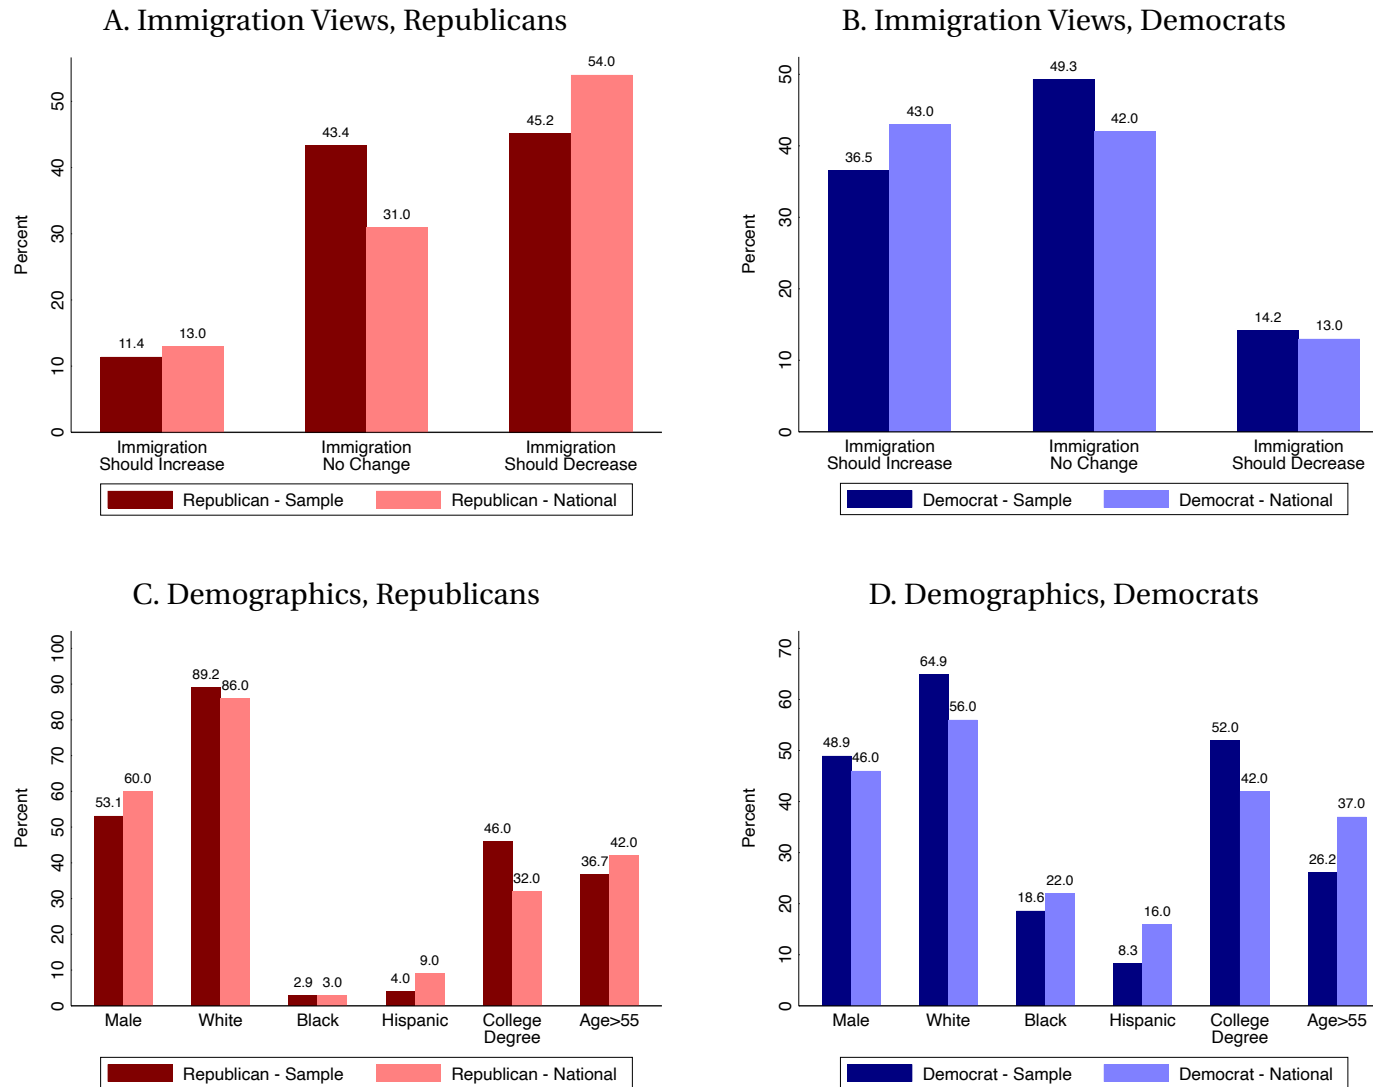 A. Immigration Views, Republicans
Percent
0
10
20
30
40
50
11.4
13.0
43.4
31.0
45.2
54.0
Immigration
Should Increase
Immigration
No Change
Immigration
Should Decrease
Republican - Sample
Republican - National
B. Immigration Views, Democrats
Percent
0
10
20
30
40
50
36.5
43.0
49.3
42.0
14.2
13.0
Immigration
Should Increase
Immigration
No Change
Immigration
Should Decrease
Democrat - Sample
Democrat - National
C. Demographics, Republicans
Percent
0
10
20
30
40
50
60
70
80
90
100
53.1
60.0
89.2
86.0
2.9
3.0
4.0
9.0
46.0
32.0
36.7
42.0
Male
White
Black
Hispanic
College
Degree
Age>55
Republican - Sample
Republican - National
D. Demographics, Democrats
Percent
0
10
20
30
40
50
60
70
48.9
46.0
64.9
56.0
18.6
22.0
8.3
16.0
52.0
42.0
26.2
37.0
Male
White
Black
Hispanic
College
Degree
Age>55
Democrat - Sample
Democrat - National